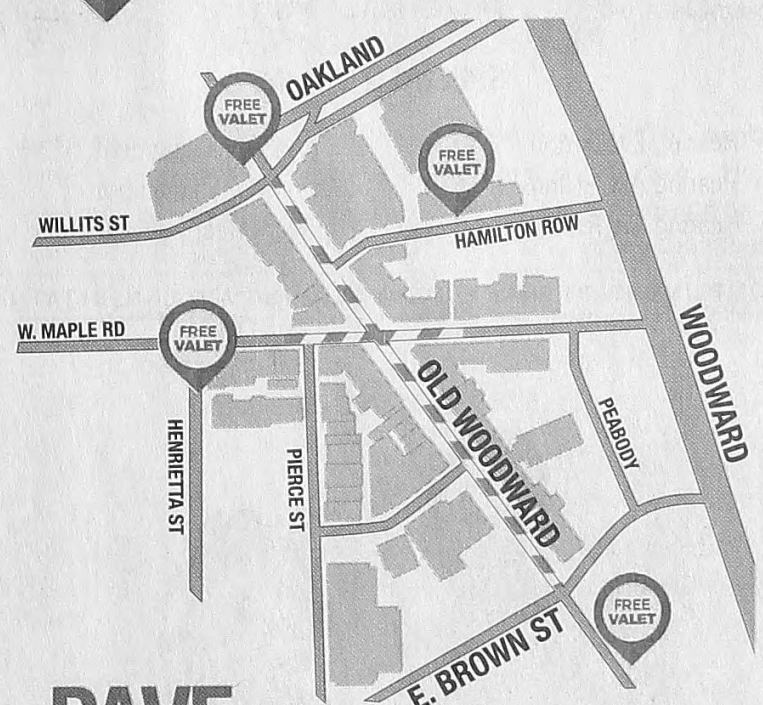 OAKLAND
FREE
VALET
FREE
VALET
WILLITS ST
HAMILTON ROW
W. MAPLE RD
FREE
VALET
WOODWARD
OLD WOODWARD
PEABODY
HENRIETTA ST
PIERCE ST
FREE
VALET
E. BROWN ST
PAVE